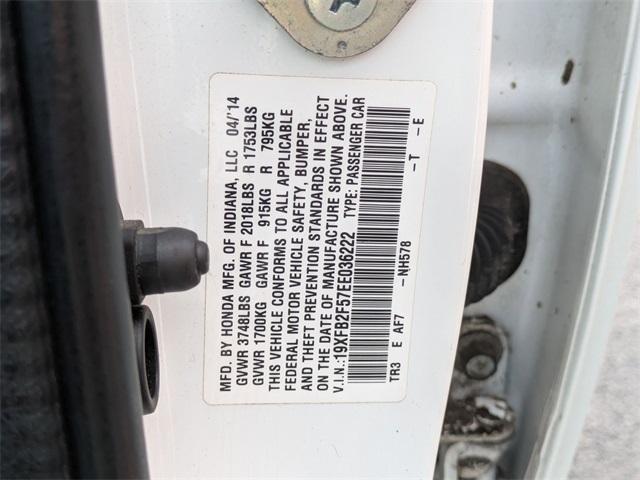 MFD. BY HONDA MFG. OF INDIANA, LLC 04/'14
GVWR 3748LBS GAWR F 2018LBS R 1753LBS
GVWR 1700KG GAWR F 915KG R 795KG
THIS VEHICLE CONFORMS TO ALL APPLICABLE
FEDERAL MOTOR VEHICLE SAFETY, BUMPER,
AND THEFT PREVENTION STANDARDS IN EFFECT
ON THE DATE OF MANUFACTURE SHOWN ABOVE.
V.I.N.:19XFB2F57EE036222 TYPE: PASSENGER CAR
TR3 E AF7 -NH578 -T -E